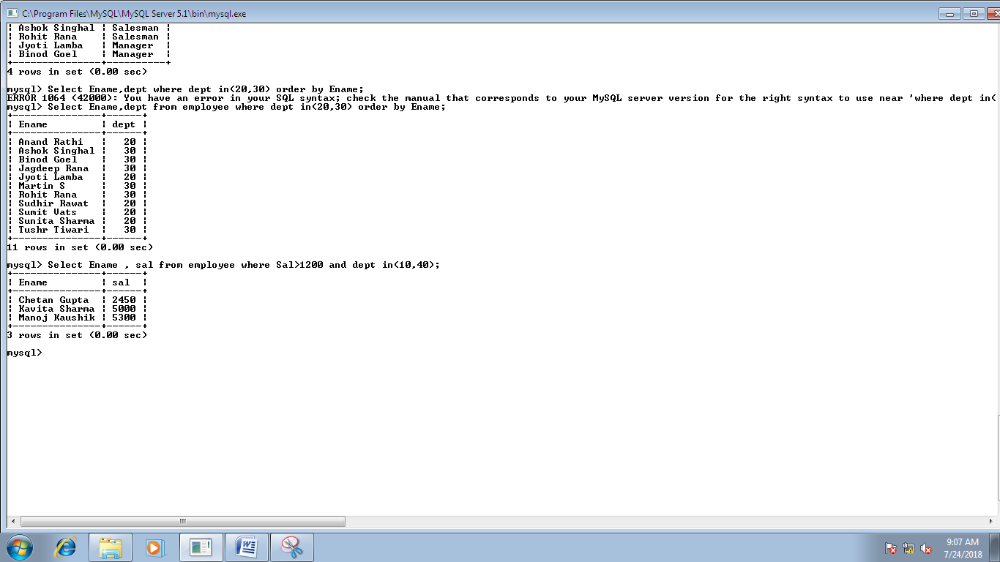 C:\Program Files\MySQL\MySQL Server 5.1\bin\mysql.exe
| Ashok Singhal | Salesman |
| Rohit Rana | Salesman |
| Jyoti Lamba | Manager |
| Binod Goel | Manager |
+---------------+----------+
4 rows in set (0.00 sec)
mysql> Select Ename,dept where dept in(20,30) order by Ename;
ERROR 1064 (42000): You have an error in your SQL syntax; check the manual that corresponds to your MySQL server version for the right syntax to use near 'where dept in(
mysql> Select Ename,dept from employee where dept in(20,30) order by Ename;
+---------------+------+
| Ename | dept |
+---------------+------+
| Anand Rathi | 20 |
| Ashok Singhal | 30 |
| Binod Goel | 30 |
| Jagdeep Rana | 30 |
| Jyoti Lamba | 20 |
| Martin S | 30 |
| Rohit Rana | 30 |
| Sudhir Rawat | 20 |
| Sumit Vats | 20 |
| Sunita Sharma | 20 |
| Tushr Tiwari | 30 |
+---------------+------+
11 rows in set (0.00 sec)
mysql> Select Ename , sal from employee where Sal>1200 and dept in(10,40);
+---------------+------+
| Ename | sal |
+---------------+------+
| Chetan Gupta | 2450 |
| Kavita Sharma | 5000 |
| Manoj Kaushik | 5300 |
+---------------+------+
3 rows in set (0.00 sec)
mysql>
9:07 AM
7/24/2018